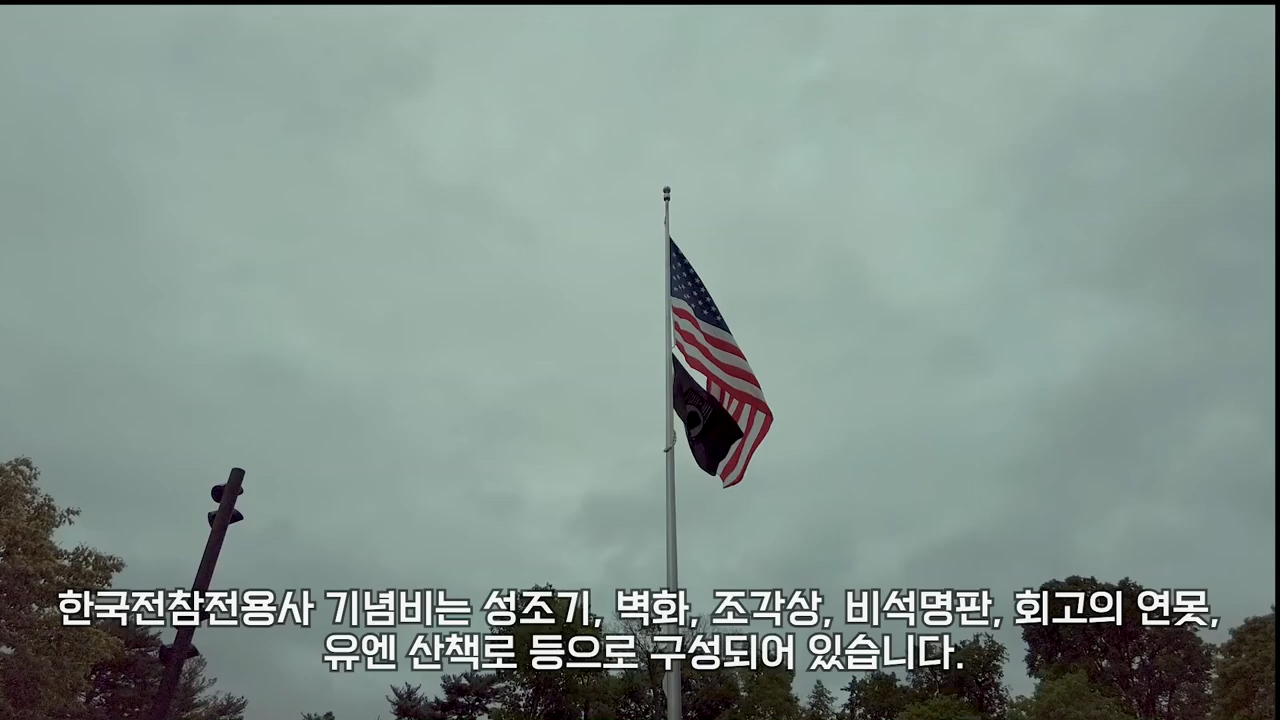 한국전참전용사 기념비는 성조기, 벽화, 조각상, 비석명판, 회고의 연못,
유엔 산책로 등으로 구성되어 있습니다.